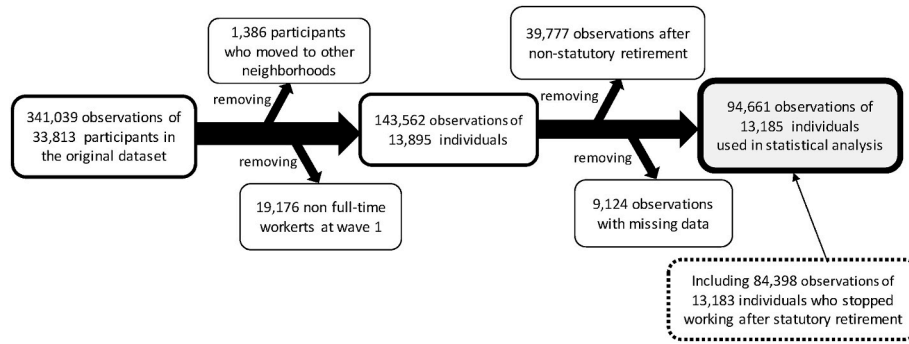 1,386 participants
who moved to other
neighborhoods
39,777 observations after
non-statutory retirement
removing
removing
341,039 observations of
33,813 participants in
the original dataset
143,562 observations of
13,895 individuals
94,661 observations of
13,185 individuals
used in statistical analysis
removing
removing
19,176 non full-time
workerts at wave 1
9,124 observations
with missing data
Including 84,398 observations of
13,183 individuals who stopped
working after statutory retirement